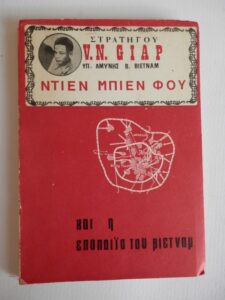 ΣΤΡΑΤΗΓΟΥ
V.N. GIAP
ΥΠ. ΑΜΥΝΗΣ Β. ΒΙΕΤΝΑΜ
ΝΤΙΕΝ ΜΠΙΕΝ ΦΟΥ
και η
εποποιΐα του βιετναμ